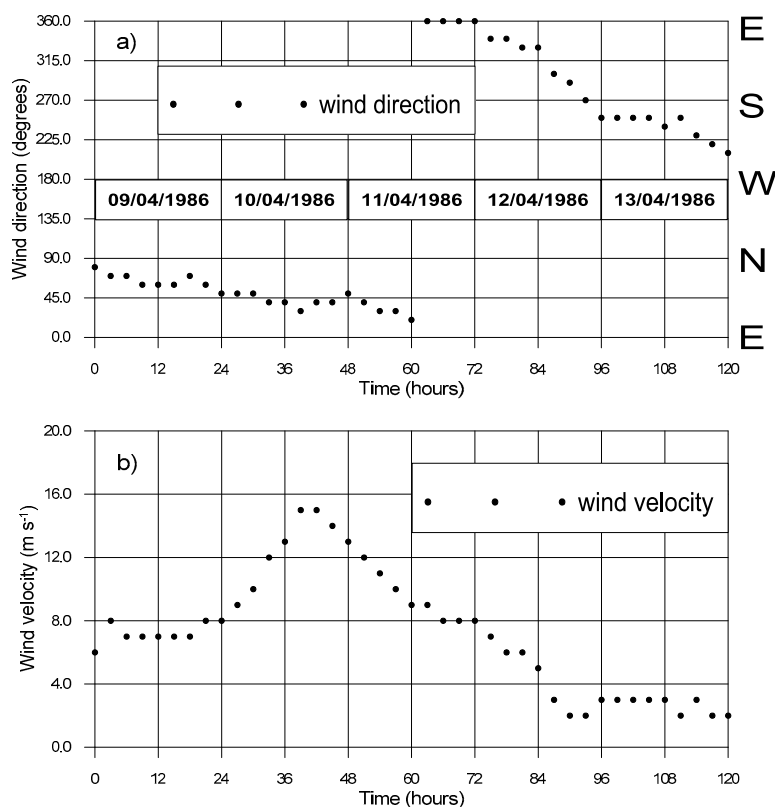 a)
Wind direction (degrees)
360.0
315.0
270.0
225.0
180.0
135.0
90.0
45.0
0.0
wind direction
09/04/1986 10/04/1986 11/04/1986 12/04/1986 13/04/1986
E
S
W
N
E
0 12 24 36 48 60 72 84 96 108 120
Time (hours)
b)
Wind velocity (m s-1)
20.0
16.0
12.0
8.0
4.0
0.0
wind velocity
0 12 24 36 48 60 72 84 96 108 120
Time (hours)